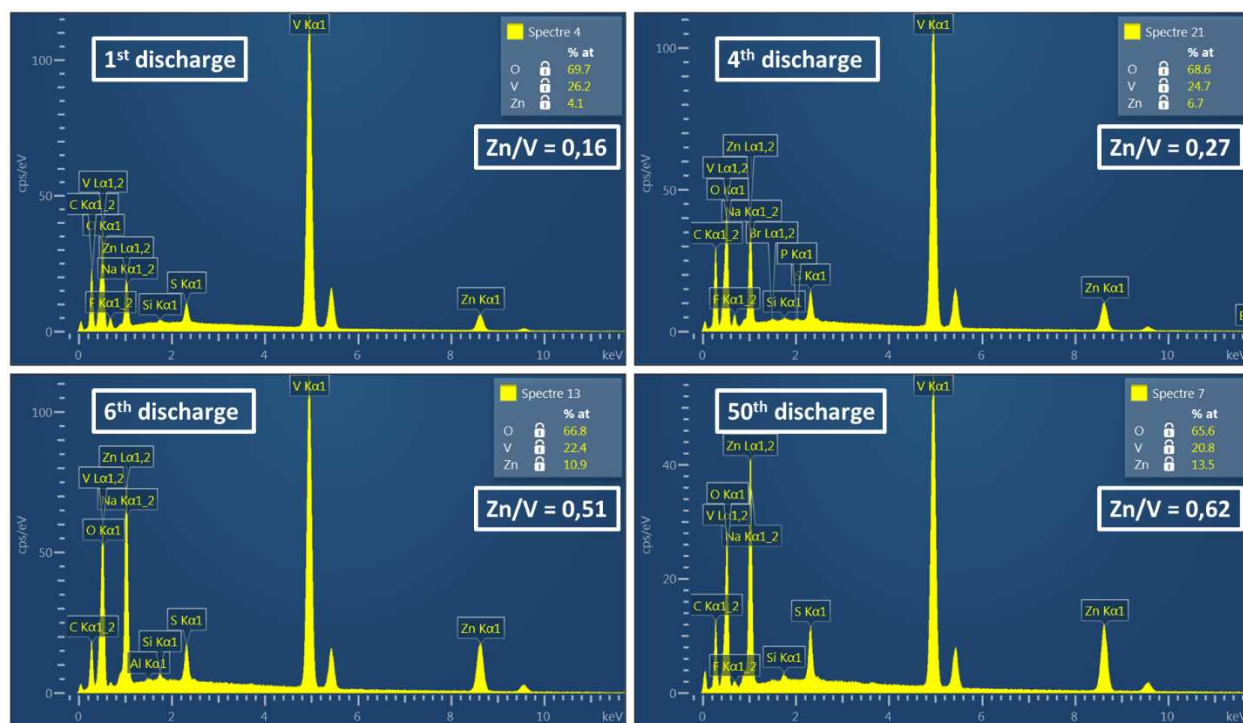 1st discharge
V Kα1
Spectre 4
% at
O 69.7
V 26.2
Zn 4.1
Zn/V = 0,16
cps/eV
100
50
0
V Lα1,2
C Kα1_2
O Kα1
Zn Lα1,2
Na Kα1_2
F Kα1_2
Si Kα1
S Kα1
Zn Kα1
0 2 4 6 8 10 keV
4th discharge
V Kα1
Spectre 21
% at
O 68.6
V 24.7
Zn 6.7
Zn/V = 0,27
cps/eV
100
50
0
Zn Lα1,2
V Lα1,2
O Kα1
Na Kα1_2
C Kα1_2
Br Lα1,2
P Kα1
S Kα1
F Kα1_2
Si Kα1
Zn Kα1
0 2 4 6 8 10 keV
6th discharge
V Kα1
Spectre 13
% at
O 66.8
V 22.4
Zn 10.9
Zn/V = 0,51
cps/eV
100
50
0
Zn Lα1,2
V Lα1,2
Na Kα1_2
O Kα1
C Kα1_2
Si Kα1
S Kα1
Al Kα1
Zn Kα1
0 2 4 6 8 10 keV
50th discharge
V Kα1
Spectre 7
% at
O 65.6
V 20.8
Zn 13.5
Zn/V = 0,62
cps/eV
40
20
0
Zn Lα1,2
O Kα1
V Lα1,2
Na Kα1_2
C Kα1_2
F Kα1_2
Si Kα1
S Kα1
Zn Kα1
0 2 4 6 8 10 keV